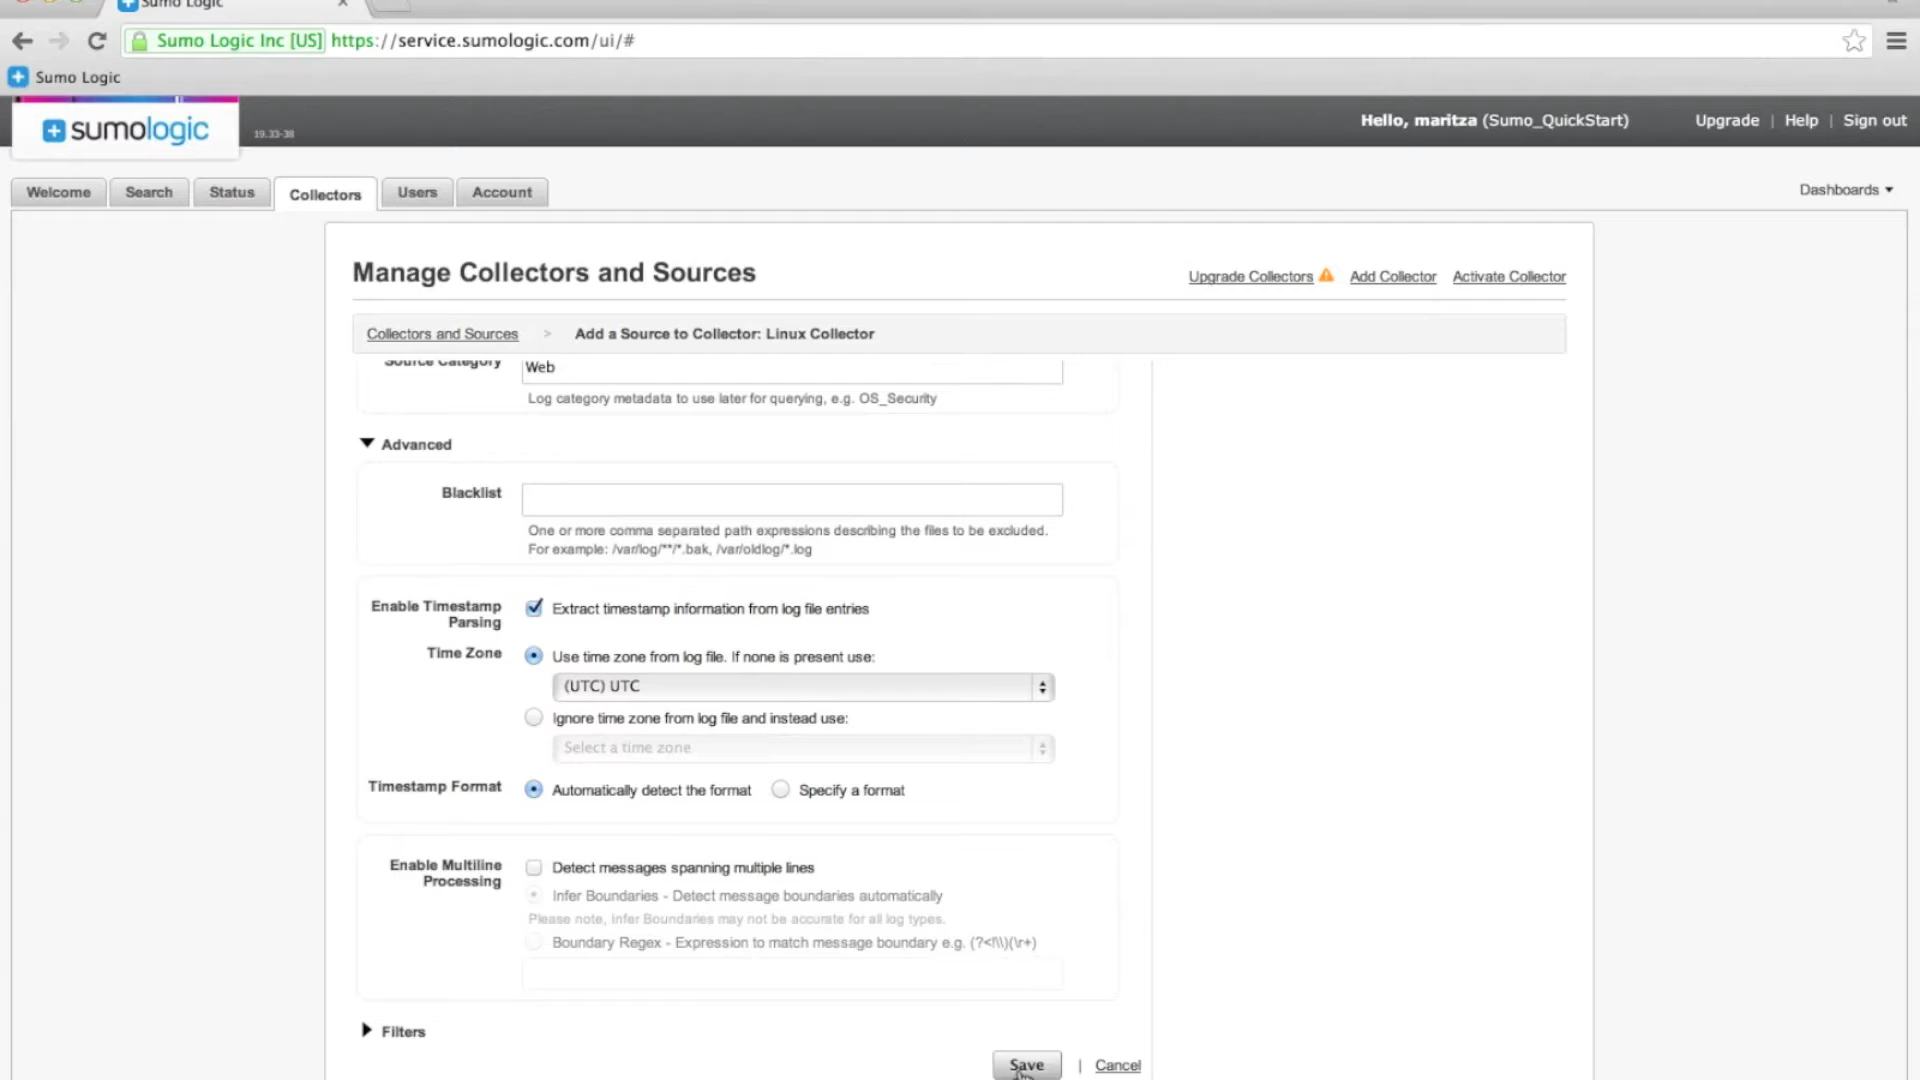 Sumo Logic
Sumo Logic Inc [US] https://service.sumologic.com/ui/#
Sumo Logic
sumologic
19.33-38
Hello, maritza (Sumo_QuickStart)
Upgrade | Help | Sign out
Welcome
Search
Status
Collectors
Users
Account
Dashboards
Manage Collectors and Sources
Upgrade Collectors
Add Collector
Activate Collector
Collectors and Sources > Add a Source to Collector: Linux Collector
Source Category
Web
Log category metadata to use later for querying, e.g. OS_Security
Advanced
Blacklist
One or more comma separated path expressions describing the files to be excluded.
For example: /var/log/**/*.bak, /var/oldlog/*.log
Enable Timestamp
Parsing
Extract timestamp information from log file entries
Time Zone
Use time zone from log file. If none is present use:
(UTC) UTC
Ignore time zone from log file and instead use:
Select a time zone
Timestamp Format
Automatically detect the format
Specify a format
Enable Multiline
Processing
Detect messages spanning multiple lines
Infer Boundaries - Detect message boundaries automatically
Please note, Infer Boundaries may not be accurate for all log types.
Boundary Regex - Expression to match message boundary e.g. (?<!\\)(\r+)
Filters
Save | Cancel